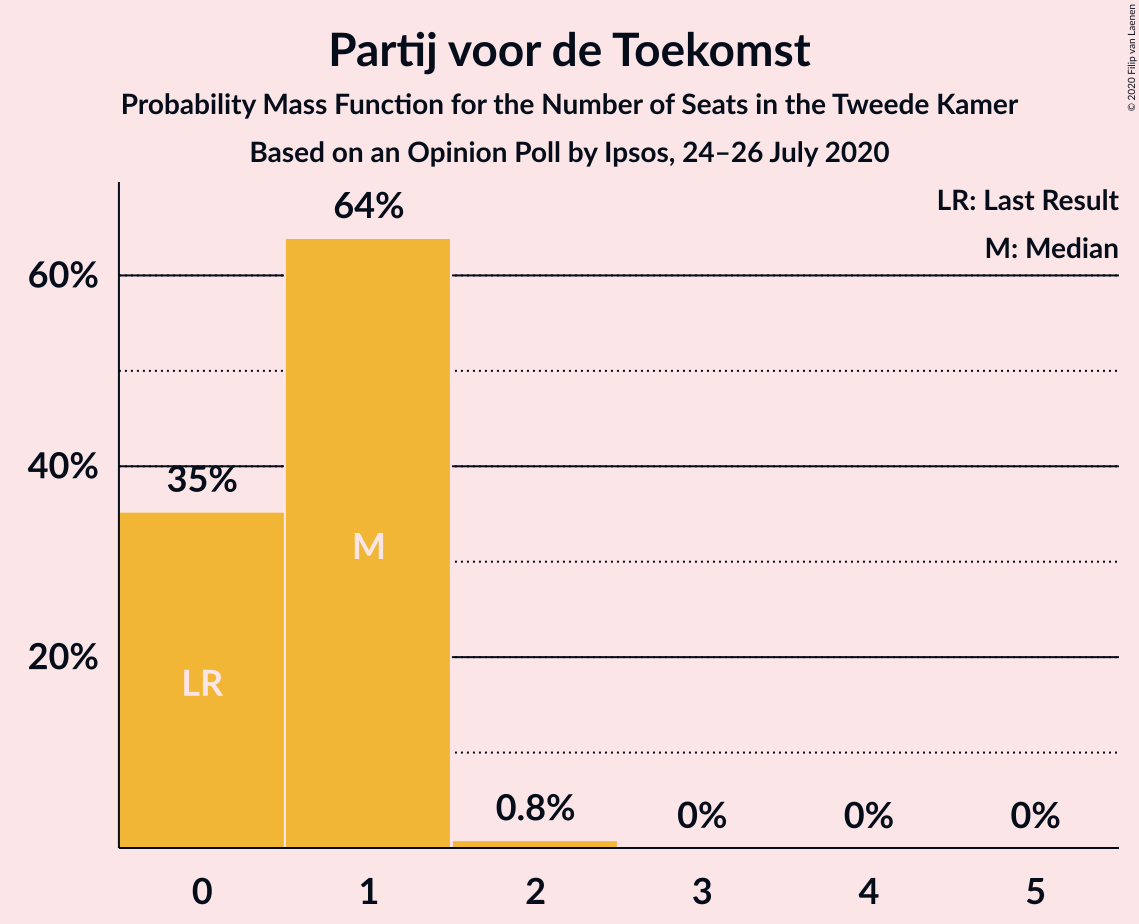 Partij voor de Toekomst
Probability Mass Function for the Number of Seats in the Tweede Kamer
Based on an Opinion Poll by Ipsos, 24–26 July 2020
© 2020 Filip van Laenen
LR: Last Result
M: Median
64%
60%
40%
35%
M
20%
LR
0.8%
0%
0%
0%
0
1
2
3
4
5